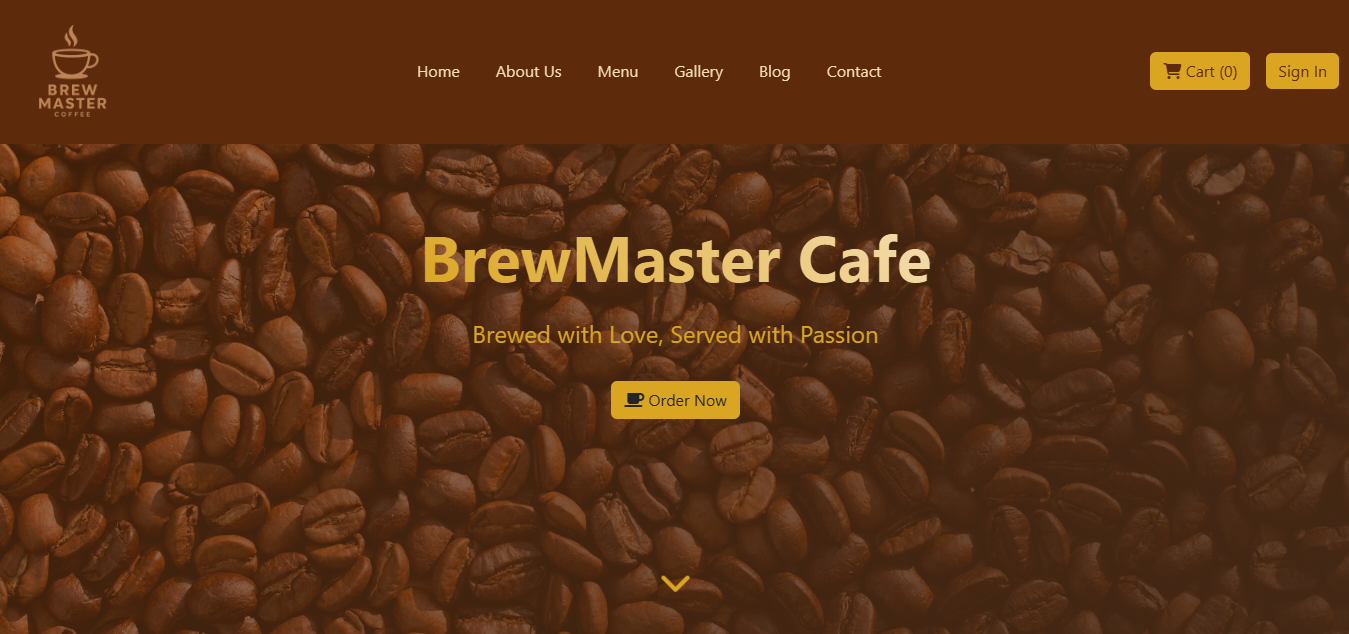 BREW
MASTER
COFFEE
Home About Us Menu Gallery Blog Contact
Cart (0) Sign In
BrewMaster Cafe
Brewed with Love, Served with Passion
Order Now